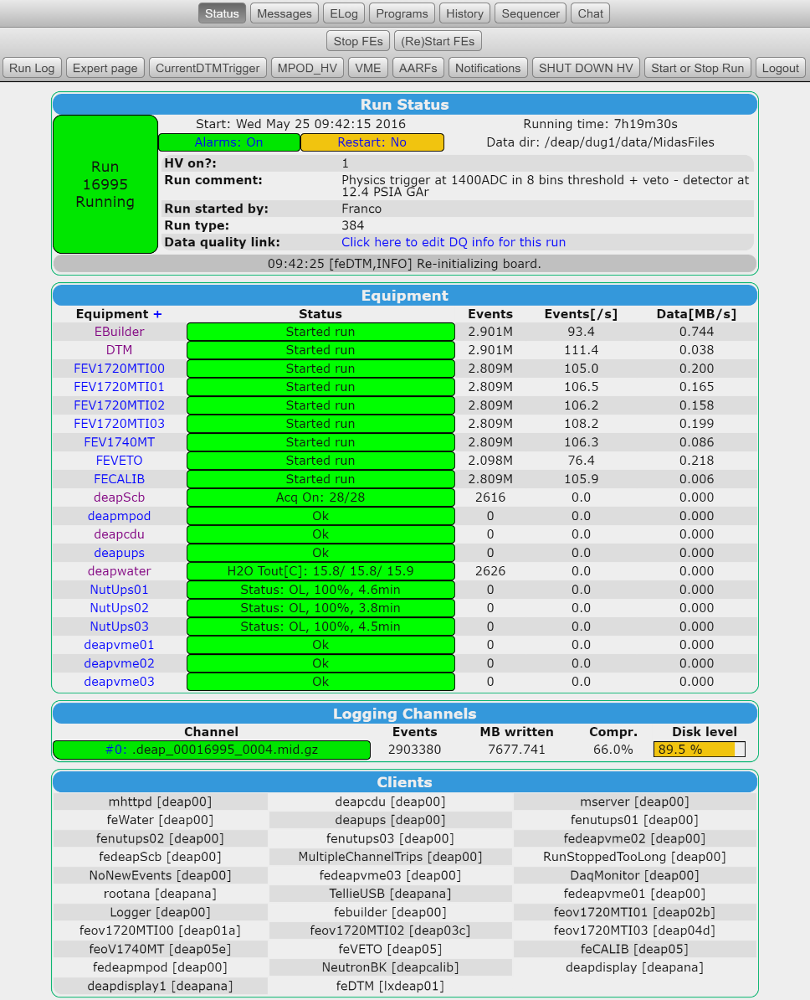 Status Messages ELog Programs History Sequencer Chat
Stop FEs (Re)Start FEs
Run Log Expert page CurrentDTMTrigger MPOD_HV VME AARFs Notifications SHUT DOWN HV Start or Stop Run Logout
Run Status
Run
16995
Running
Start: Wed May 25 09:42:15 2016 Running time: 7h19m30s
Alarms: On Restart: No Data dir: /deap/dug1/data/MidasFiles
HV on?: 1
Run comment: Physics trigger at 1400ADC in 8 bins threshold + veto - detector at
12.4 PSIA GAr
Run started by: Franco
Run type: 384
Data quality link: Click here to edit DQ info for this run
09:42:25 [feDTM,INFO] Re-initializing board.
Equipment
Equipment + Status Events Events[/s] Data[MB/s]
EBuilder Started run 2.901M 93.4 0.744
DTM Started run 2.901M 111.4 0.038
FEV1720MTI00 Started run 2.809M 105.0 0.200
FEV1720MTI01 Started run 2.809M 106.5 0.165
FEV1720MTI02 Started run 2.809M 106.2 0.158
FEV1720MTI03 Started run 2.809M 108.2 0.199
FEV1740MT Started run 2.809M 106.3 0.086
FEVETO Started run 2.098M 76.4 0.218
FECALIB Started run 2.809M 105.9 0.006
deapScb Acq On: 28/28 2616 0.0 0.000
deapmpod Ok 0 0.0 0.000
deapcdu Ok 0 0.0 0.000
deapups Ok 0 0.0 0.000
deapwater H2O Tout[C]: 15.8/ 15.8/ 15.9 2626 0.0 0.000
NutUps01 Status: OL, 100%, 4.6min 0 0.0 0.000
NutUps02 Status: OL, 100%, 3.8min 0 0.0 0.000
NutUps03 Status: OL, 100%, 4.5min 0 0.0 0.000
deapvme01 Ok 0 0.0 0.000
deapvme02 Ok 0 0.0 0.000
deapvme03 Ok 0 0.0 0.000
Logging Channels
Channel Events MB written Compr. Disk level
#0: .deap_00016995_0004.mid.gz 2903380 7677.741 66.0% 89.5 %
Clients
mhttpd [deap00] deapcdu [deap00] mserver [deap00]
feWater [deap00] deapups [deap00] fenutups01 [deap00]
fenutups02 [deap00] fenutups03 [deap00] fedeapvme02 [deap00]
fedeapScb [deap00] MultipleChannelTrips [deap00] RunStoppedTooLong [deap00]
NoNewEvents [deap00] fedeapvme03 [deap00] DaqMonitor [deap00]
rootana [deapana] TellieUSB [deapana] fedeapvme01 [deap00]
Logger [deap00] febuilder [deap00] feov1720MTI01 [deap02b]
feov1720MTI00 [deap01a] feov1720MTI02 [deap03c] feov1720MTI03 [deap04d]
feoV1740MT [deap05e] feVETO [deap05] feCALIB [deap05]
fedeapmpod [deap00] NeutronBK [deapcalib] deapdisplay [deapana]
deapdisplay1 [deapana] feDTM [lxdeap01]